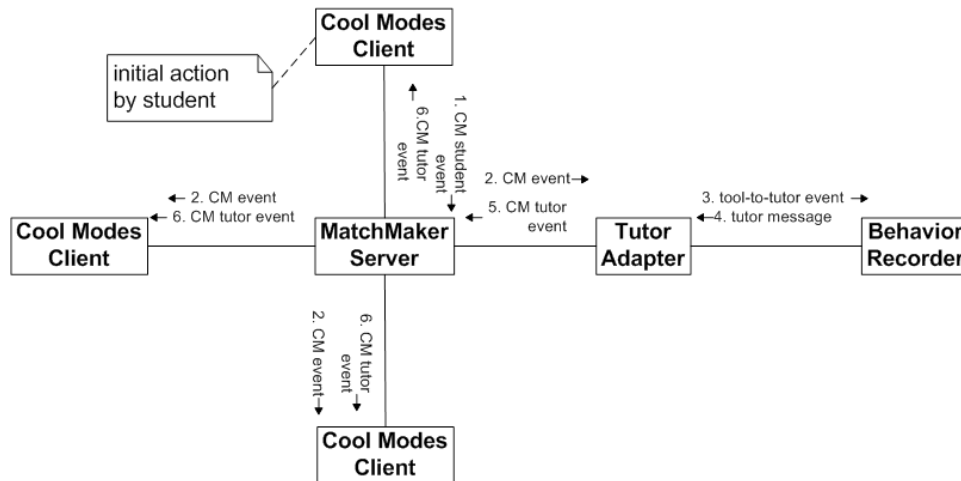 Cool Modes
Client
initial action
by student
6.CM tutor
event
1. CM student
event
2. CM event
5. CM tutor
event
3. tool-to-tutor event
4. tutor message
2. CM event
6. CM tutor event
Cool Modes
Client
MatchMaker
Server
Tutor
Adapter
Behavior
Recorder
2. CM event
6. CM tutor
event
Cool Modes
Client